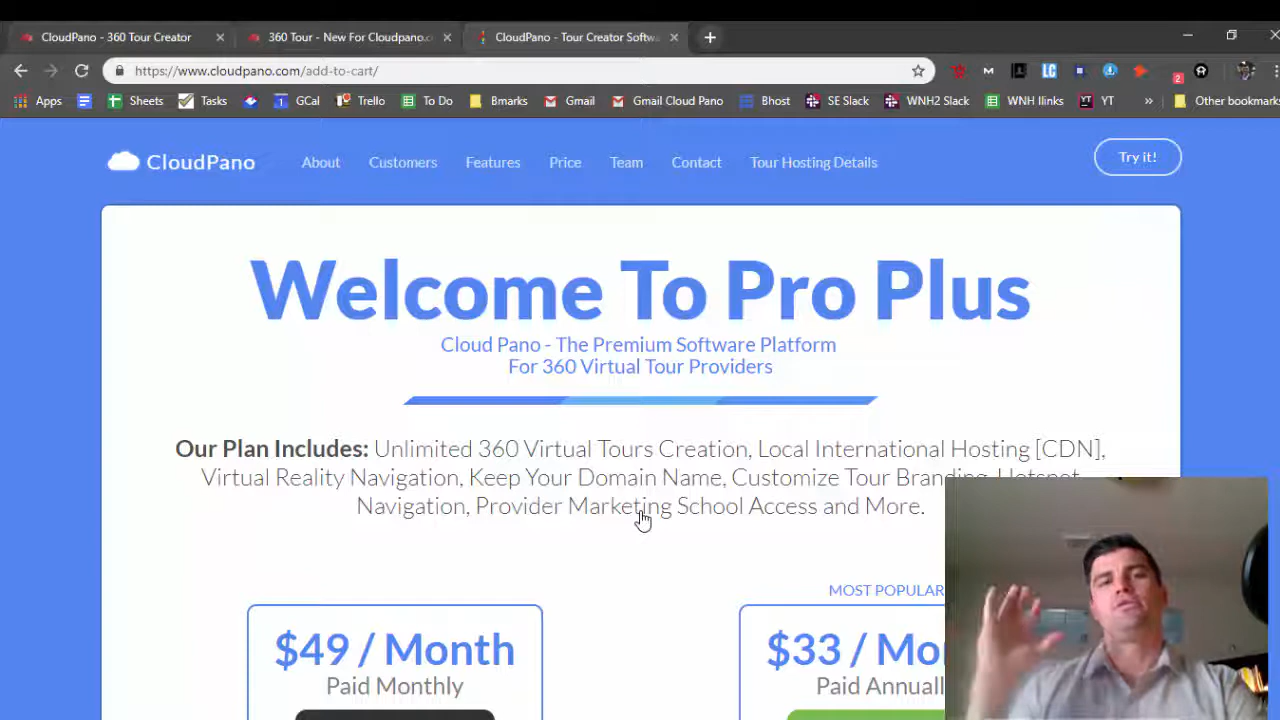 CloudPano - 360 Tour Creator
360 Tour - New For Cloudpano.c
CloudPano - Tour Creator Softwa
https://www.cloudpano.com/add-to-cart/
2
Apps
Sheets
Tasks
GCal
Trello
To Do
Bmarks
Gmail
Gmail Cloud Pano
Bhost
SE Slack
WNH2 Slack
WNH Ilinks
YT
»
Other bookmarks
CloudPano
About
Customers
Features
Price
Team
Contact
Tour Hosting Details
Try it!
Welcome To Pro Plus
Cloud Pano - The Premium Software Platform
For 360 Virtual Tour Providers
Our Plan Includes: Unlimited 360 Virtual Tours Creation, Local International Hosting [CDN],
Virtual Reality Navigation, Keep Your Domain Name, Customize Tour Branding, Hotspot
Navigation, Provider Marketing School Access and More.
MOST POPULAR
$49 / Month
Paid Monthly
$33 / Mo
Paid Annuall